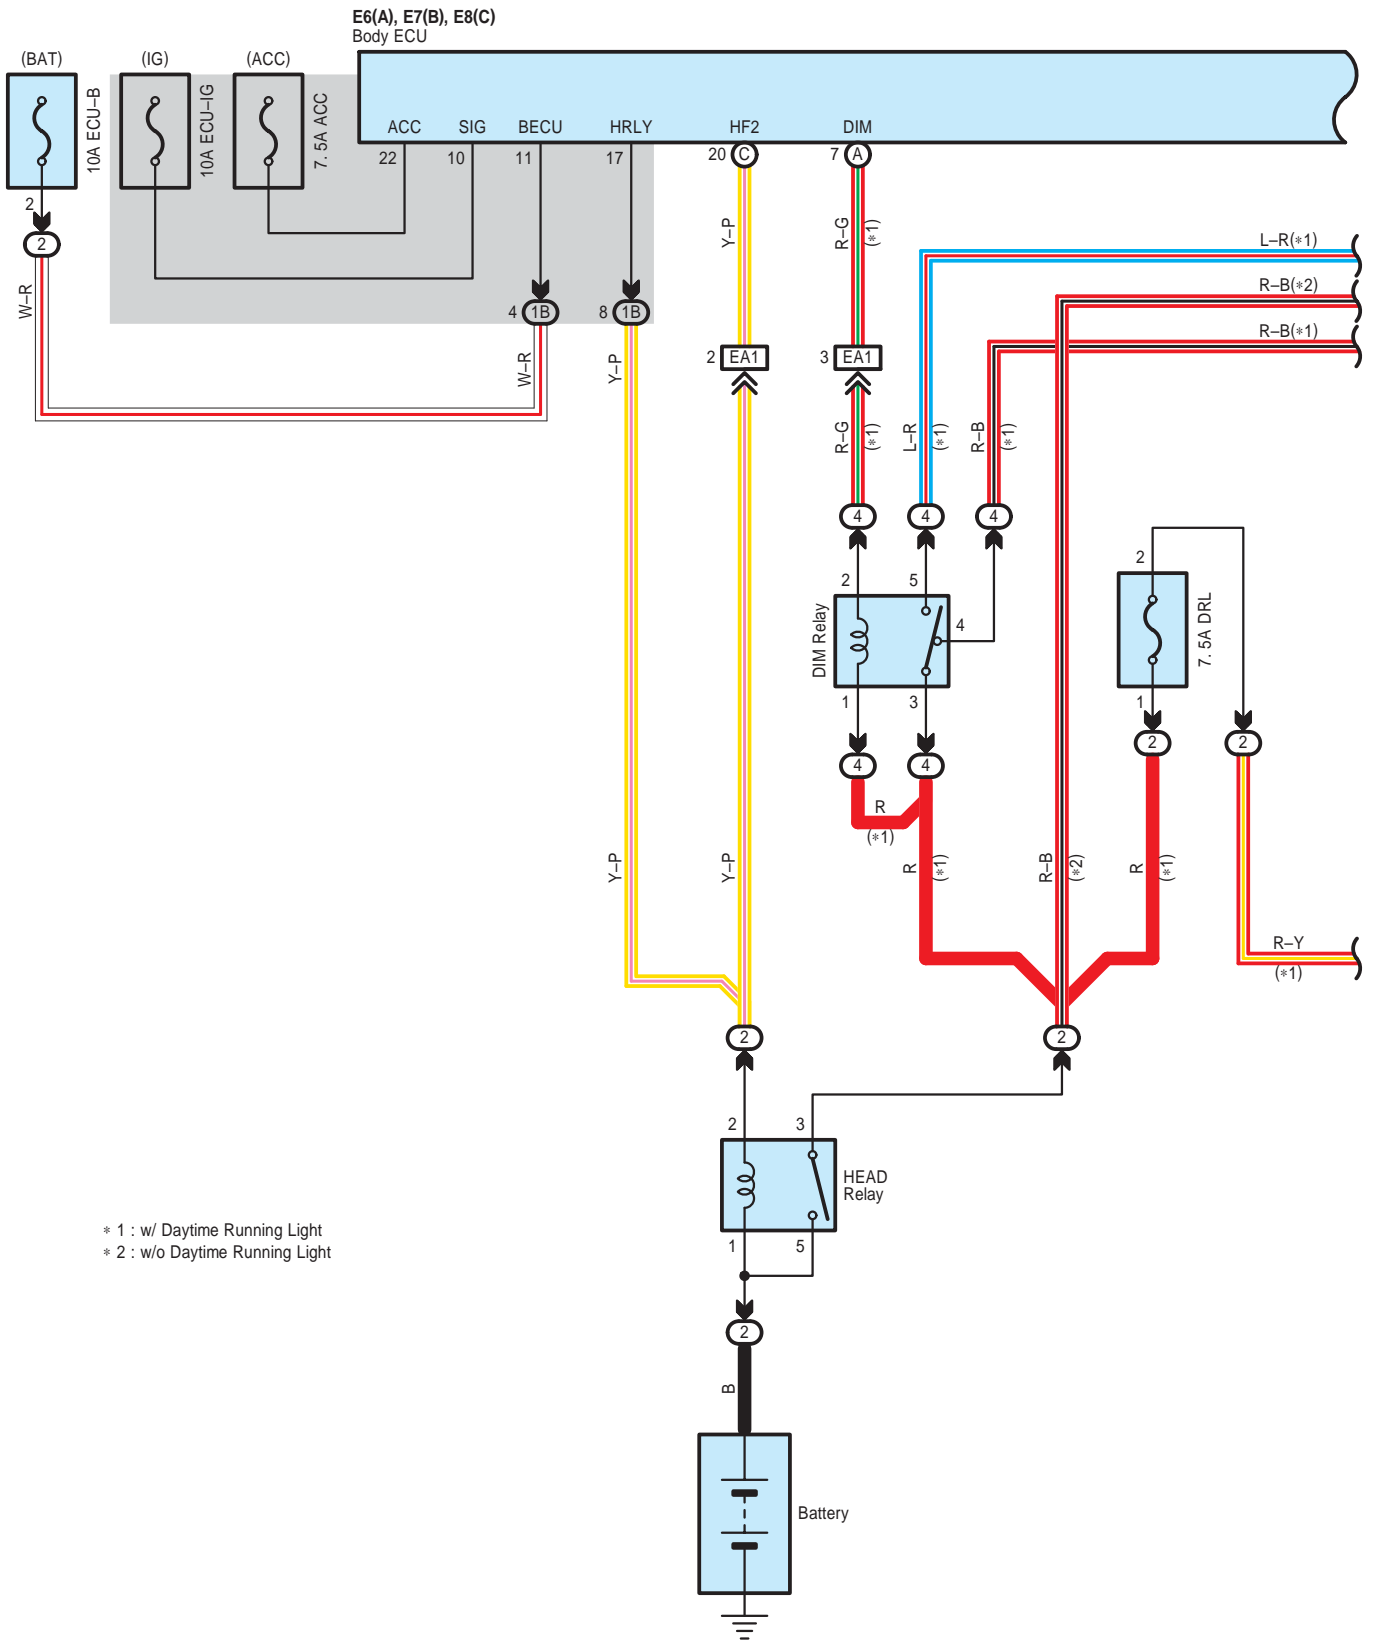 E6(A), E7(B), E8(C)
Body ECU
(BAT)
(IG)
(ACC)
10A ECU–B
10A ECU–IG
7. 5A ACC
ACC
SIG
BECU
HRLY
HF2
DIM
22
10
11
17
20
C
7
A
2
2
W–R
Y–P
R–G
(∗1)
L–R(∗1)
R–B(∗2)
R–B(∗1)
4
1B
8
1B
W–R
Y–P
2
EA1
3
EA1
R–G
(∗1)
L–R
(∗1)
R–B
(∗1)
4
4
4
2
5
4
DIM Relay
1
3
2
7. 5A DRL
1
4
4
2
2
R
(∗1)
Y–P
Y–P
R
(∗1)
R–B
(∗2)
R
(∗1)
R–Y
(∗1)
2
2
2
3
HEAD
Relay
1
5
∗ 1 : w/ Daytime Running Light
∗ 2 : w/o Daytime Running Light
2
B
Battery